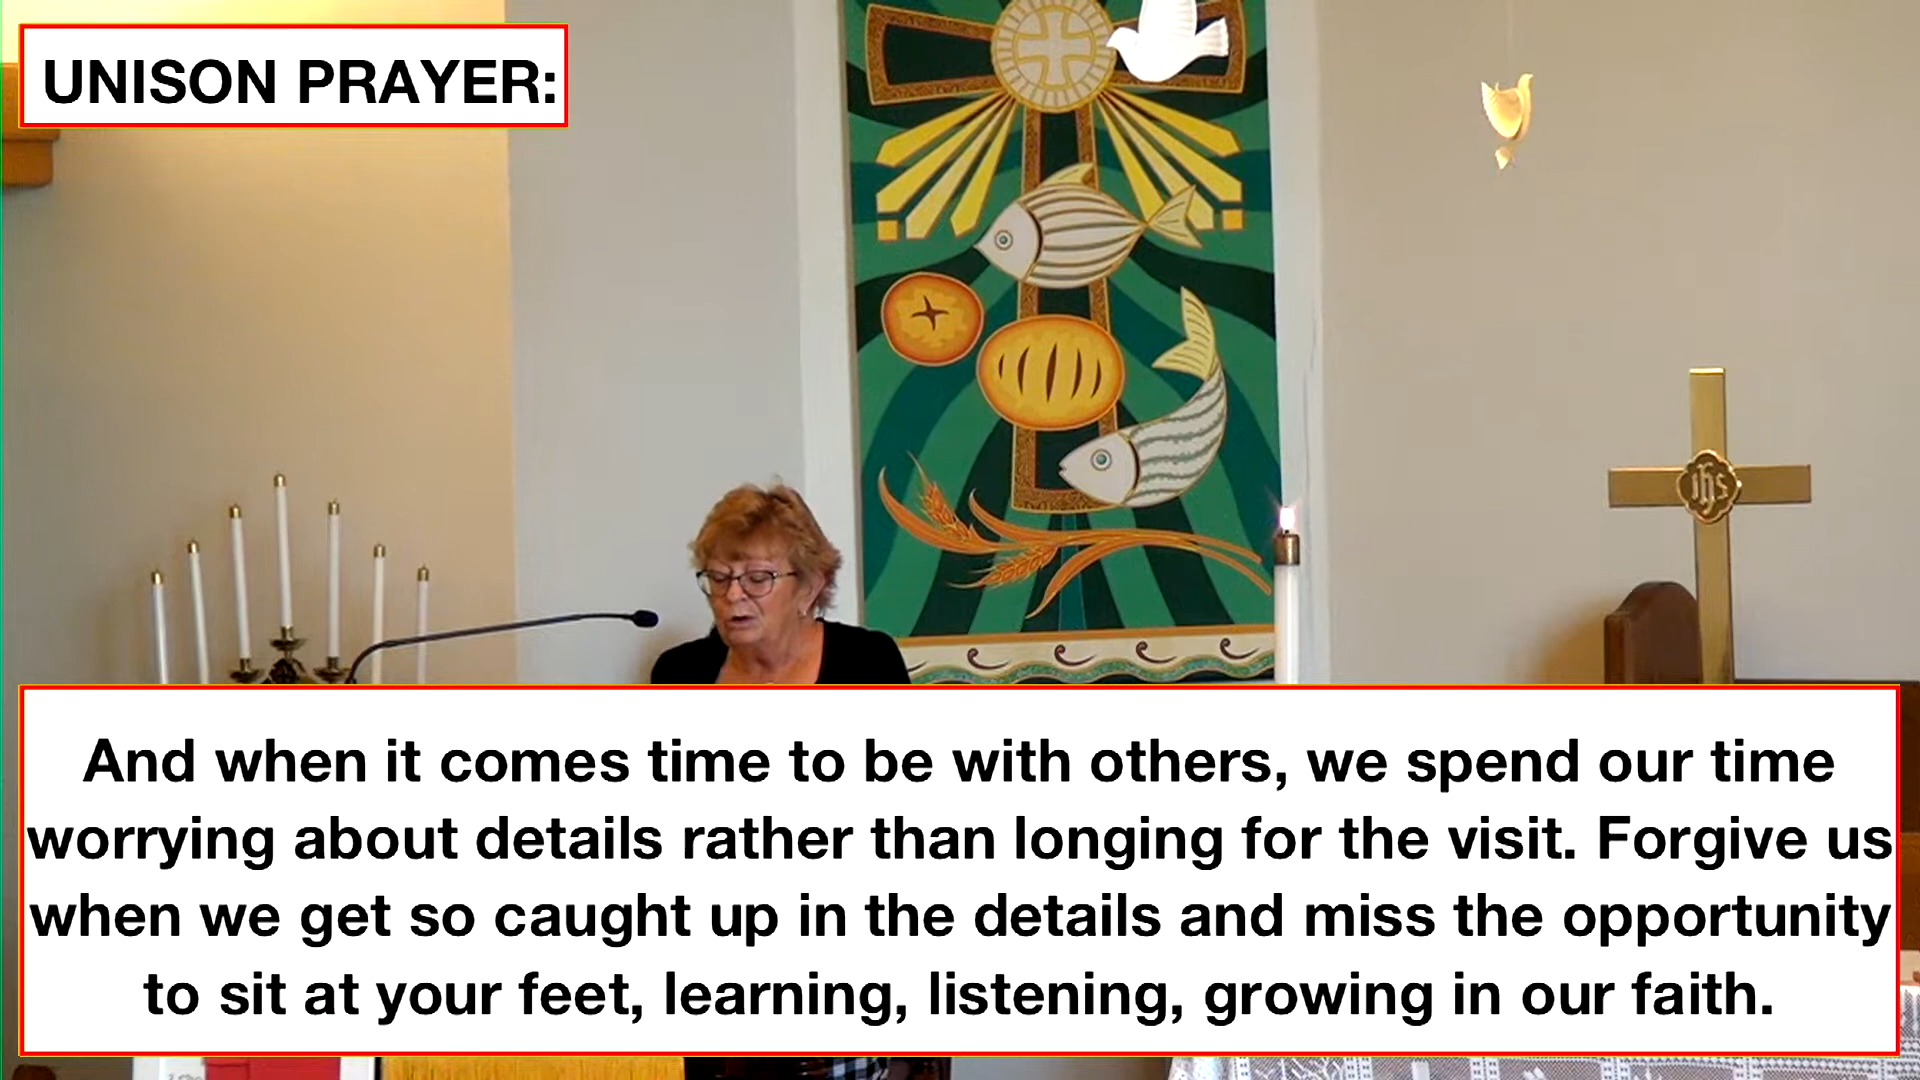 UNISON PRAYER:
IHS
And when it comes time to be with others, we spend our time
worrying about details rather than longing for the visit. Forgive us
when we get so caught up in the details and miss the opportunity
to sit at your feet, learning, listening, growing in our faith.